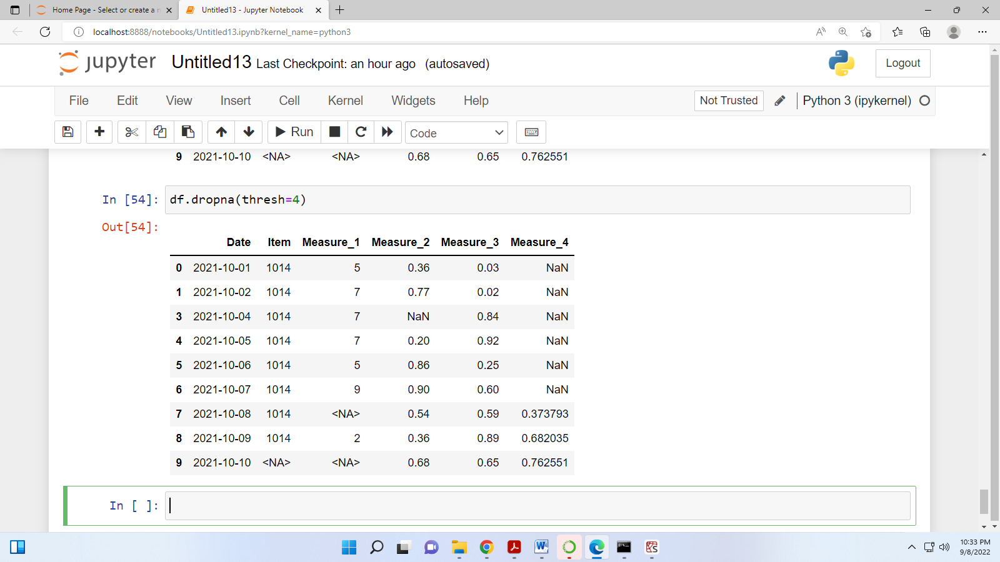 Home Page - Select or create a n
Untitled13 - Jupyter Notebook
localhost:8888/notebooks/Untitled13.ipynb?kernel_name=python3
jupyter Untitled13 Last Checkpoint: an hour ago (autosaved)
Logout
File Edit View Insert Cell Kernel Widgets Help
Not Trusted
Python 3 (ipykernel)
Run
Code
9 2021-10-10 <NA> <NA> 0.68 0.65 0.762551
In [54]: df.dropna(thresh=4)
Out[54]:
Date Item Measure_1 Measure_2 Measure_3 Measure_4
0 2021-10-01 1014 5 0.36 0.03 NaN
1 2021-10-02 1014 7 0.77 0.02 NaN
3 2021-10-04 1014 7 NaN 0.84 NaN
4 2021-10-05 1014 7 0.20 0.92 NaN
5 2021-10-06 1014 5 0.86 0.25 NaN
6 2021-10-07 1014 9 0.90 0.60 NaN
7 2021-10-08 1014 <NA> 0.54 0.59 0.373793
8 2021-10-09 1014 2 0.36 0.89 0.682035
9 2021-10-10 <NA> <NA> 0.68 0.65 0.762551
In [ ]:
10:33 PM
9/8/2022